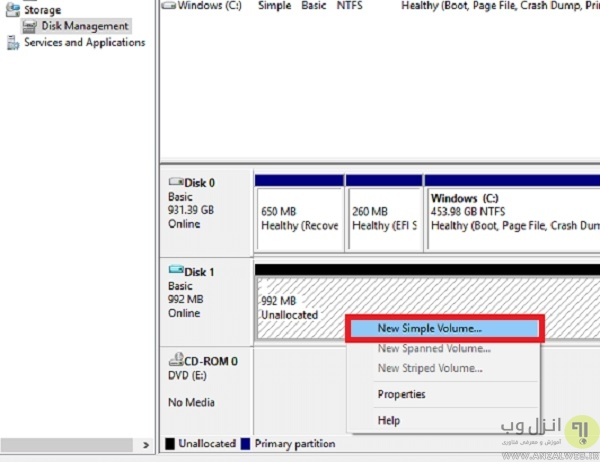 Storage
Disk Management
Services and Applications
Windows (C:) Simple Basic NTFS Healthy (Boot, Page File, Crash Dump, Pri
Disk 0
Basic
931.39 GB
Online
650 MB
Healthy (Recove
260 MB
Healthy (EFI S
Windows (C:)
453.98 GB NTFS
Healthy (Boot, Page File, Crash Dum
Disk 1
Basic
992 MB
Online
992 MB
Unallocated
New Simple Volume...
New Spanned Volume...
New Striped Volume...
Properties
Help
CD-ROM 0
DVD (E:)
No Media
Unallocated Primary partition
انزل وب
آموزش و معرفی فناوری
WWW.ANZALWEB.IR